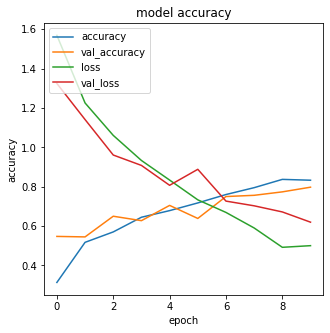 model accuracy
accuracy
val_accuracy
loss
val_loss
1.6
1.4
1.2
1.0
0.8
0.6
0.4
accuracy
0 2 4 6 8
epoch